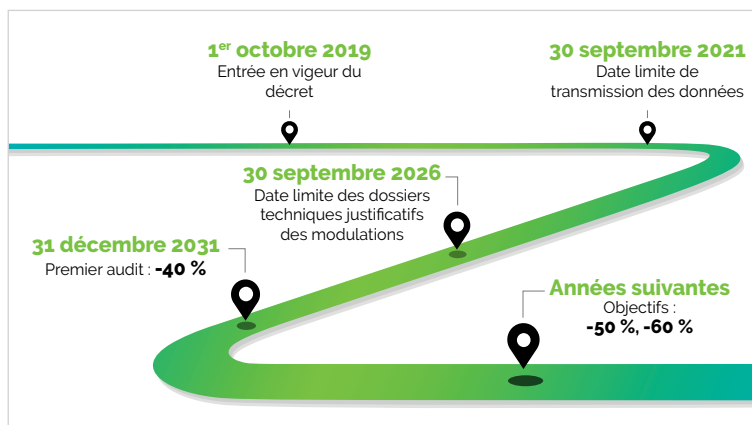 1er octobre 2019
Entrée en vigueur du
décret
30 septembre 2021
Date limite de
transmission des données
30 septembre 2026
Date limite des dossiers
techniques justificatifs
des modulations
31 décembre 2031
Premier audit : -40 %
Années suivantes
Objectifs :
-50 %, -60 %